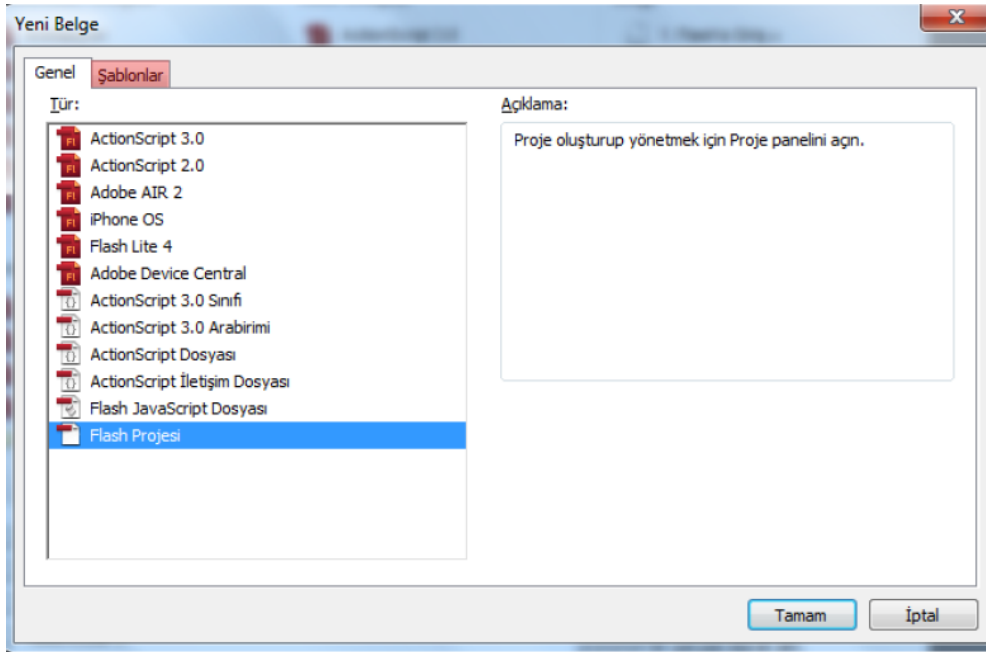 Yeni Belge
Genel
Şablonlar
Tür:
ActionScript 3.0
ActionScript 2.0
Adobe AIR 2
iPhone OS
Flash Lite 4
Adobe Device Central
ActionScript 3.0 Sınıfı
ActionScript 3.0 Arabirimi
ActionScript Dosyası
ActionScript İletişim Dosyası
Flash JavaScript Dosyası
Flash Projesi
Açıklama:
Proje oluşturup yönetmek için Proje panelini açın.
Tamam
İptal